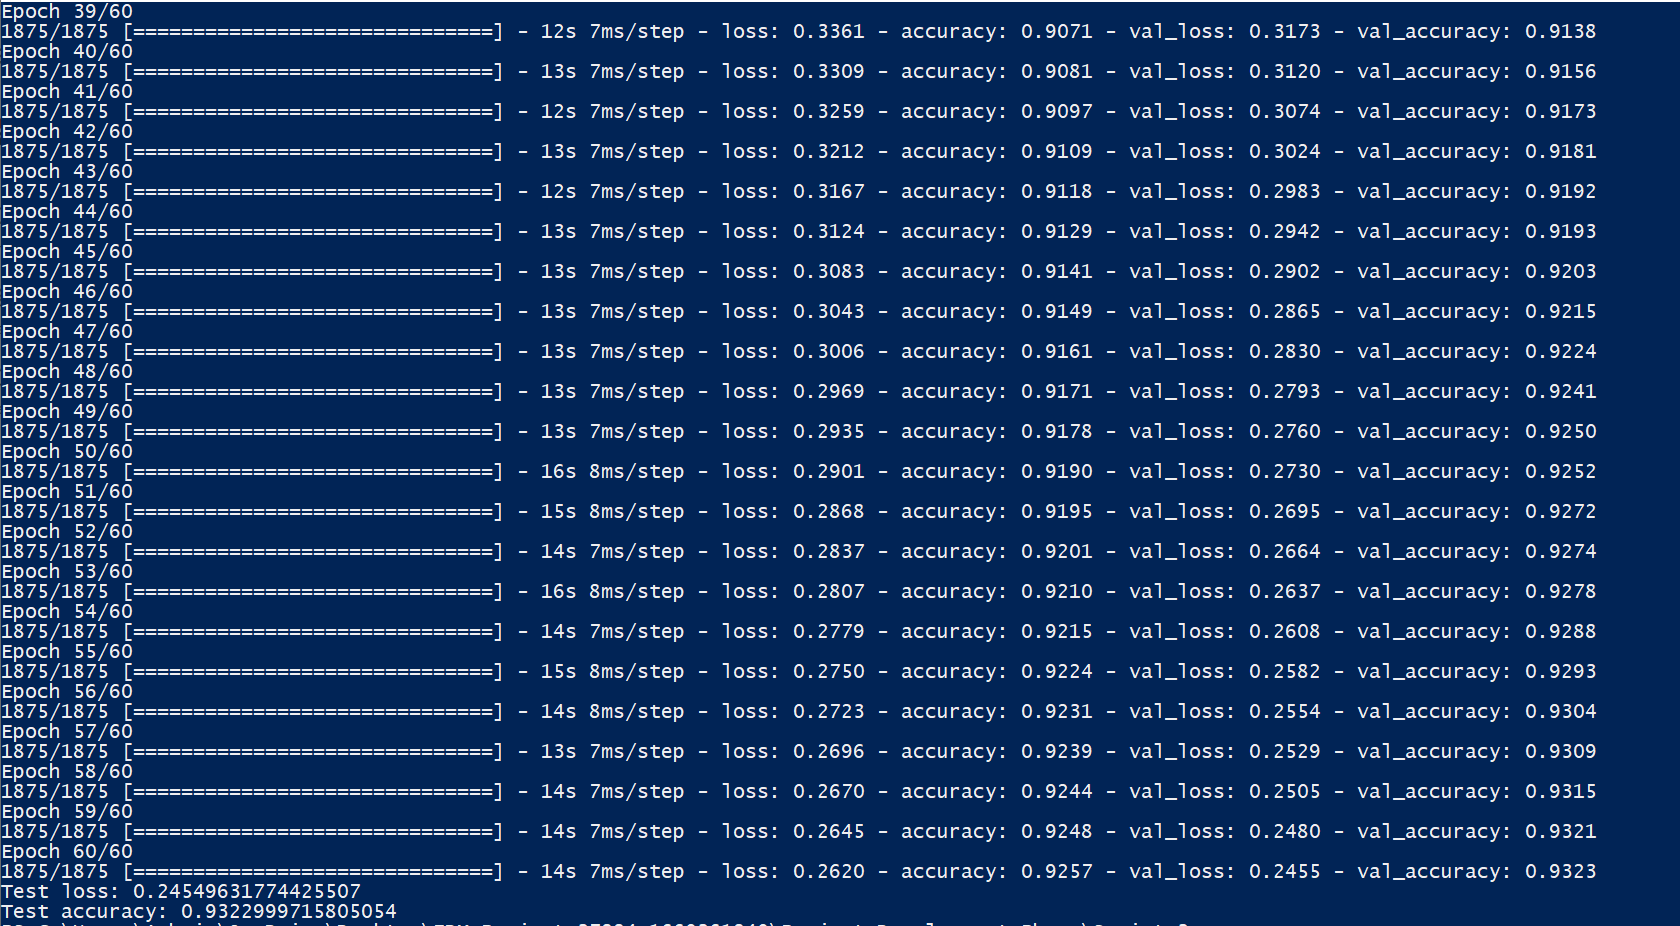 Epoch 39/60
1875/1875 [==============================] - 12s 7ms/step - loss: 0.3361 - accuracy: 0.9071 - val_loss: 0.3173 - val_accuracy: 0.9138
Epoch 40/60
1875/1875 [==============================] - 13s 7ms/step - loss: 0.3309 - accuracy: 0.9081 - val_loss: 0.3120 - val_accuracy: 0.9156
Epoch 41/60
1875/1875 [==============================] - 12s 7ms/step - loss: 0.3259 - accuracy: 0.9097 - val_loss: 0.3074 - val_accuracy: 0.9173
Epoch 42/60
1875/1875 [==============================] - 13s 7ms/step - loss: 0.3212 - accuracy: 0.9109 - val_loss: 0.3024 - val_accuracy: 0.9181
Epoch 43/60
1875/1875 [==============================] - 12s 7ms/step - loss: 0.3167 - accuracy: 0.9118 - val_loss: 0.2983 - val_accuracy: 0.9192
Epoch 44/60
1875/1875 [==============================] - 13s 7ms/step - loss: 0.3124 - accuracy: 0.9129 - val_loss: 0.2942 - val_accuracy: 0.9193
Epoch 45/60
1875/1875 [==============================] - 13s 7ms/step - loss: 0.3083 - accuracy: 0.9141 - val_loss: 0.2902 - val_accuracy: 0.9203
Epoch 46/60
1875/1875 [==============================] - 13s 7ms/step - loss: 0.3043 - accuracy: 0.9149 - val_loss: 0.2865 - val_accuracy: 0.9215
Epoch 47/60
1875/1875 [==============================] - 13s 7ms/step - loss: 0.3006 - accuracy: 0.9161 - val_loss: 0.2830 - val_accuracy: 0.9224
Epoch 48/60
1875/1875 [==============================] - 13s 7ms/step - loss: 0.2969 - accuracy: 0.9171 - val_loss: 0.2793 - val_accuracy: 0.9241
Epoch 49/60
1875/1875 [==============================] - 13s 7ms/step - loss: 0.2935 - accuracy: 0.9178 - val_loss: 0.2760 - val_accuracy: 0.9250
Epoch 50/60
1875/1875 [==============================] - 16s 8ms/step - loss: 0.2901 - accuracy: 0.9190 - val_loss: 0.2730 - val_accuracy: 0.9252
Epoch 51/60
1875/1875 [==============================] - 15s 8ms/step - loss: 0.2868 - accuracy: 0.9195 - val_loss: 0.2695 - val_accuracy: 0.9272
Epoch 52/60
1875/1875 [==============================] - 14s 7ms/step - loss: 0.2837 - accuracy: 0.9201 - val_loss: 0.2664 - val_accuracy: 0.9274
Epoch 53/60
1875/1875 [==============================] - 16s 8ms/step - loss: 0.2807 - accuracy: 0.9210 - val_loss: 0.2637 - val_accuracy: 0.9278
Epoch 54/60
1875/1875 [==============================] - 14s 7ms/step - loss: 0.2779 - accuracy: 0.9215 - val_loss: 0.2608 - val_accuracy: 0.9288
Epoch 55/60
1875/1875 [==============================] - 15s 8ms/step - loss: 0.2750 - accuracy: 0.9224 - val_loss: 0.2582 - val_accuracy: 0.9293
Epoch 56/60
1875/1875 [==============================] - 14s 8ms/step - loss: 0.2723 - accuracy: 0.9231 - val_loss: 0.2554 - val_accuracy: 0.9304
Epoch 57/60
1875/1875 [==============================] - 13s 7ms/step - loss: 0.2696 - accuracy: 0.9239 - val_loss: 0.2529 - val_accuracy: 0.9309
Epoch 58/60
1875/1875 [==============================] - 14s 7ms/step - loss: 0.2670 - accuracy: 0.9244 - val_loss: 0.2505 - val_accuracy: 0.9315
Epoch 59/60
1875/1875 [==============================] - 14s 7ms/step - loss: 0.2645 - accuracy: 0.9248 - val_loss: 0.2480 - val_accuracy: 0.9321
Epoch 60/60
1875/1875 [==============================] - 14s 7ms/step - loss: 0.2620 - accuracy: 0.9257 - val_loss: 0.2455 - val_accuracy: 0.9323
Test loss: 0.24549631774425507
Test accuracy: 0.9322999715805054